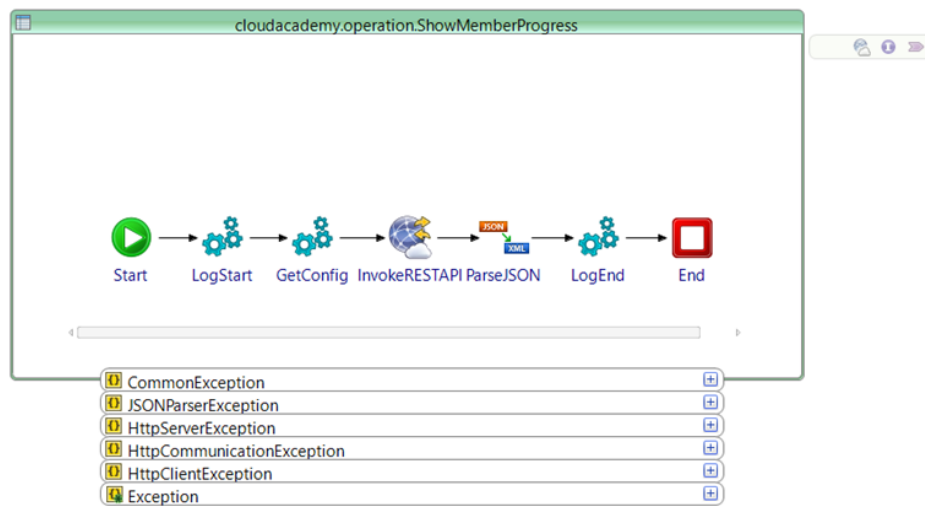 cloudacademy.operation.ShowMemberProgress
JSON
XML
Start
LogStart
GetConfig
InvokeRESTAPI
ParseJSON
LogEnd
End
CommonException
JSONParserException
HttpServerException
HttpCommunicationException
HttpClientException
Exception